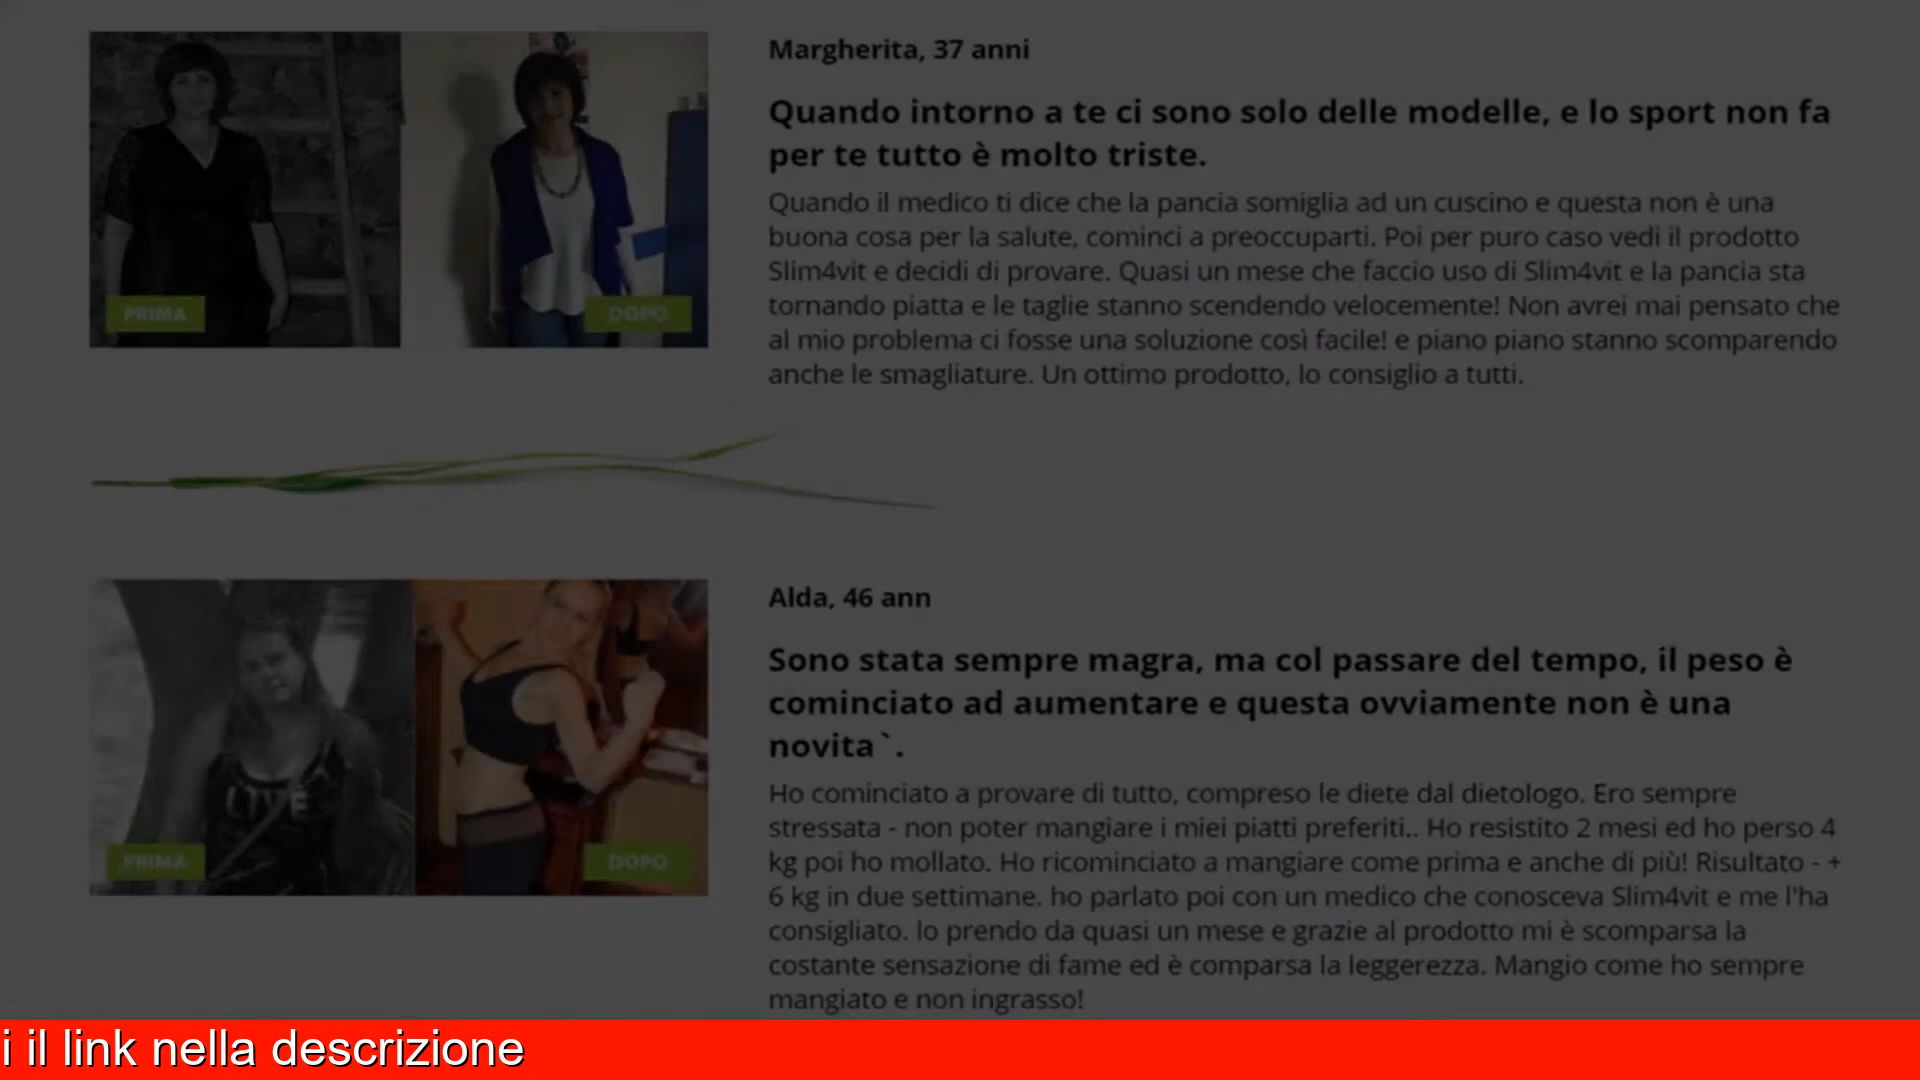 Margherita, 37 anni
Quando intorno a te ci sono solo delle modelle, e lo sport non fa
per te tutto è molto triste.
Quando il medico ti dice che la pancia somiglia ad un cuscino e questa non è una
buona cosa per la salute, cominci a preoccuparti. Poi per puro caso vedi il prodotto
Slim4vit e decidi di provare. Quasi un mese che faccio uso di Slim4vit e la pancia sta
tornando piatta e le taglie stanno scendendo velocemente! Non avrei mai pensato che
al mio problema ci fosse una soluzione così facile! e piano piano stanno scomparendo
anche le smagliature. Un ottimo prodotto, lo consiglio a tutti.
PRIMA
DOPO
Alda, 46 ann
Sono stata sempre magra, ma col passare del tempo, il peso è
cominciato ad aumentare e questa ovviamente non è una
novita`.
Ho cominciato a provare di tutto, compreso le diete dal dietologo. Ero sempre
stressata - non poter mangiare i miei piatti preferiti.. Ho resistito 2 mesi ed ho perso 4
kg poi ho mollato. Ho ricominciato a mangiare come prima e anche di più! Risultato - +
6 kg in due settimane. ho parlato poi con un medico che conosceva Slim4vit e me l'ha
consigliato. lo prendo da quasi un mese e grazie al prodotto mi è scomparsa la
costante sensazione di fame ed è comparsa la leggerezza. Mangio come ho sempre
mangiato e non ingrasso!
LIVE
PRIMA
DOPO
i il link nella descrizione